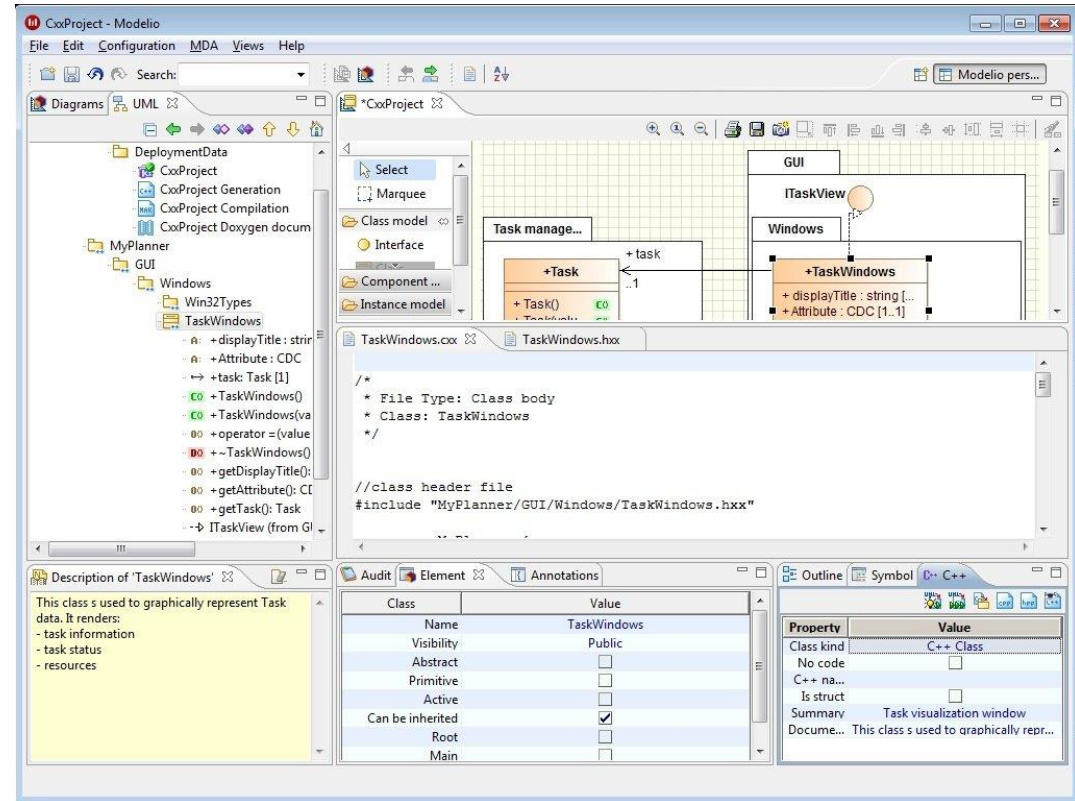 CxxProject - Modelio
File Edit Configuration MDA Views Help
Search:
Modelio pers...
Diagrams UML
DeploymentData
CxxProject
CxxProject Generation
CxxProject Compilation
CxxProject Doxygen docum
MyPlanner
GUI
Windows
Win32Types
TaskWindows
+displayTitle : strir
+Attribute : CDC
+task: Task [1]
+TaskWindows()
+TaskWindows(va
+operator =(value
+~TaskWindows()
+getDisplayTitle():
+getAttribute(): CD
+getTask(): Task
ITaskView (from GU
*CxxProject
Select
Marquee
Class model
Interface
Component ...
Instance model
Task manage...
+Task
+ Task()
+ task
..1
GUI
ITaskView
Windows
+TaskWindows
+ displayTitle : string [...
+ Attribute : CDC [1..1]
TaskWindows.cxx TaskWindows.hxx
/*
* File Type: Class body
* Class: TaskWindows
*/
//class header file
#include "MyPlanner/GUI/Windows/TaskWindows.hxx"
Description of 'TaskWindows'
This class s used to graphically represent Task
data. It renders:
- task information
- task status
- resources
Audit Element Annotations
Class Value
Name TaskWindows
Visibility Public
Abstract
Primitive
Active
Can be inherited
Root
Main
Outline Symbol C++
Property Value
Class kind C++ Class
No code
C++ na...
Is struct
Summary Task visualization window
Docume... This class s used to graphically repr...